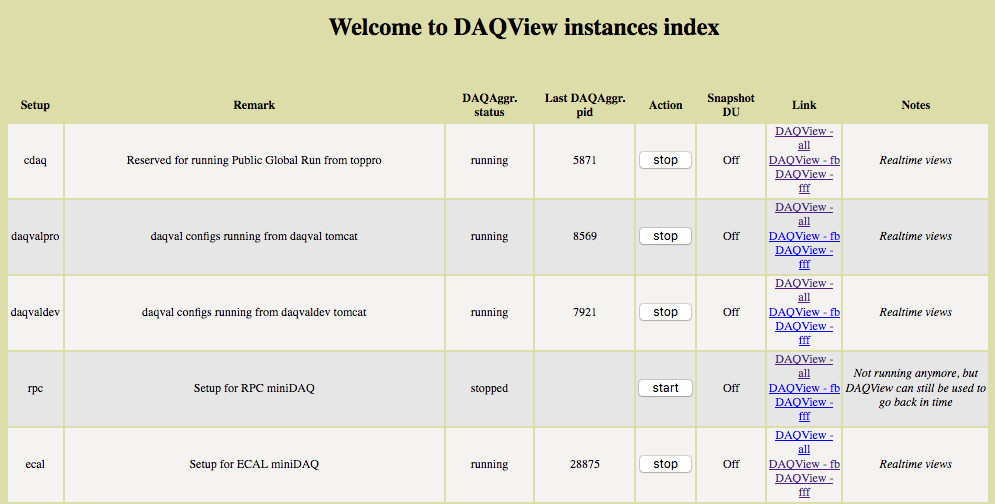 Welcome to DAQView instances index
Setup Remark DAQAggr. status Last DAQAggr. pid Action Snapshot DU Link Notes
cdaq Reserved for running Public Global Run from toppro running 5871 stop Off DAQView - all DAQView - fb DAQView - fff Realtime views
daqvalpro daqval configs running from daqval tomcat running 8569 stop Off DAQView - all DAQView - fb DAQView - fff Realtime views
daqvaldev daqval configs running from daqvaldev tomcat running 7921 stop Off DAQView - all DAQView - fb DAQView - fff Realtime views
rpc Setup for RPC miniDAQ stopped start Off DAQView - all DAQView - fb DAQView - fff Not running anymore, but DAQView can still be used to go back in time
ecal Setup for ECAL miniDAQ running 28875 stop Off DAQView - all DAQView - fb DAQView - fff Realtime views